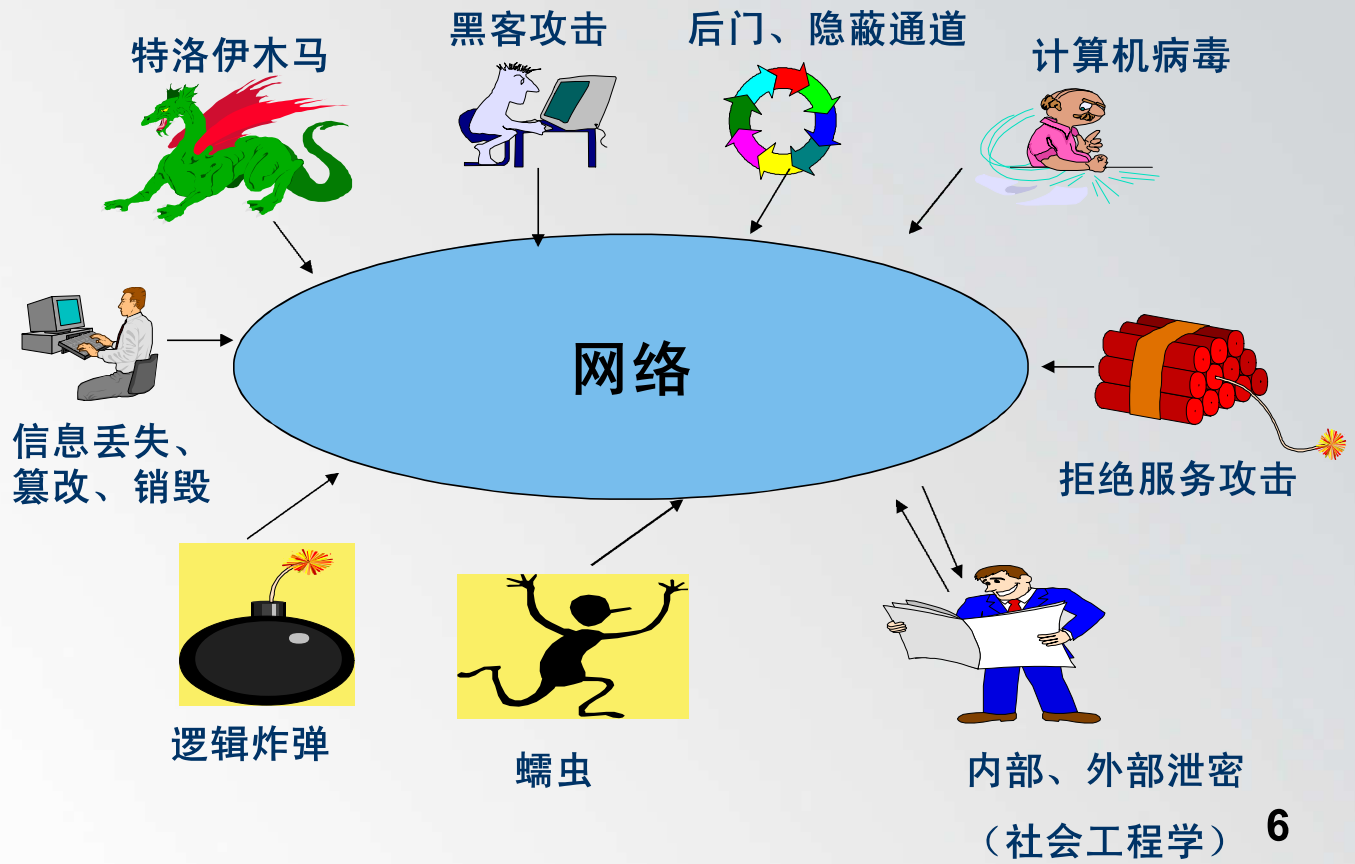 黑客攻击
后门、隐蔽通道
特洛伊木马
计算机病毒
网络
信息丢失、
篡改、销毁
拒绝服务攻击
逻辑炸弹
蠕虫
内部、外部泄密
（社会工程学）
6